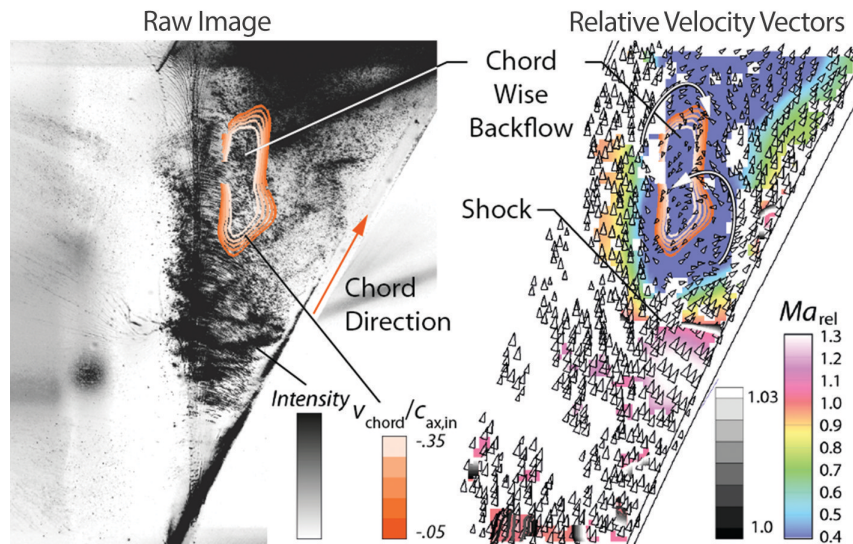 Raw Image
Relative Velocity Vectors
Chord
Wise
Backflow
Shock
Chord
Direction
Intensity
v_chord/c_ax,in
-.35
-.05
Ma_rel
1.3
1.2
1.1
1.0
0.9
0.8
0.7
0.6
0.5
0.4
1.03
1.0